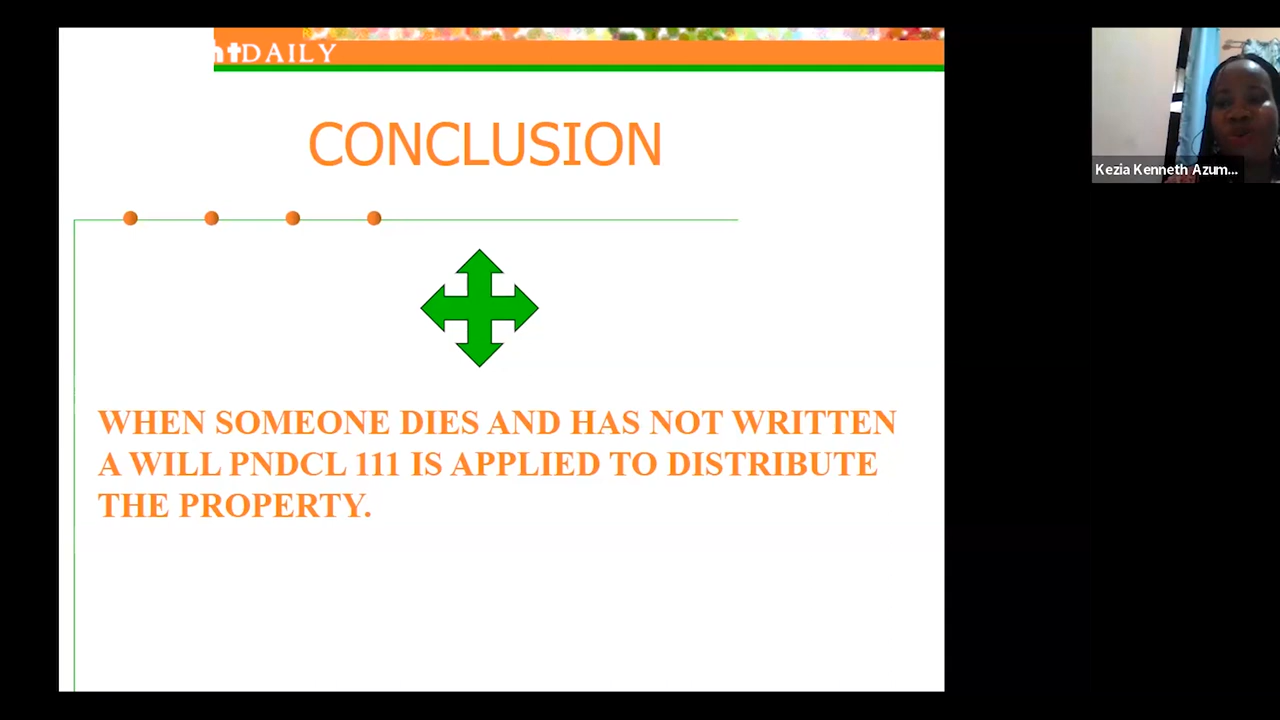 DAILY
CONCLUSION
WHEN SOMEONE DIES AND HAS NOT WRITTEN
A WILL PNDCL 111 IS APPLIED TO DISTRIBUTE
THE PROPERTY.
Kezia Kenneth Azum...